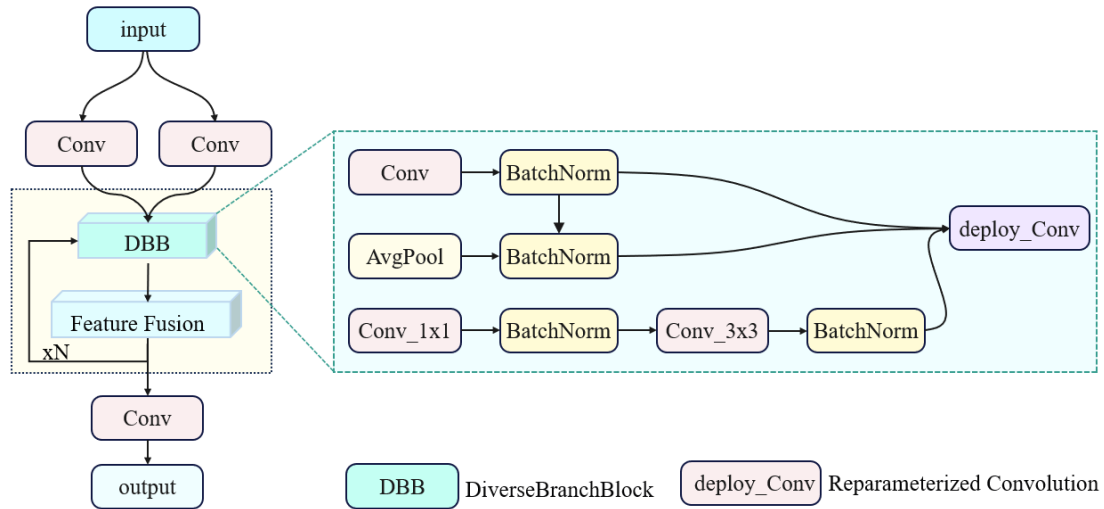 input
Conv
Conv
DBB
Feature Fusion
xN
Conv
output
Conv
BatchNorm
AvgPool
BatchNorm
Conv_1x1
BatchNorm
Conv_3x3
BatchNorm
deploy_Conv
DBB
DiverseBranchBlock
deploy_Conv
Reparameterized Convolution